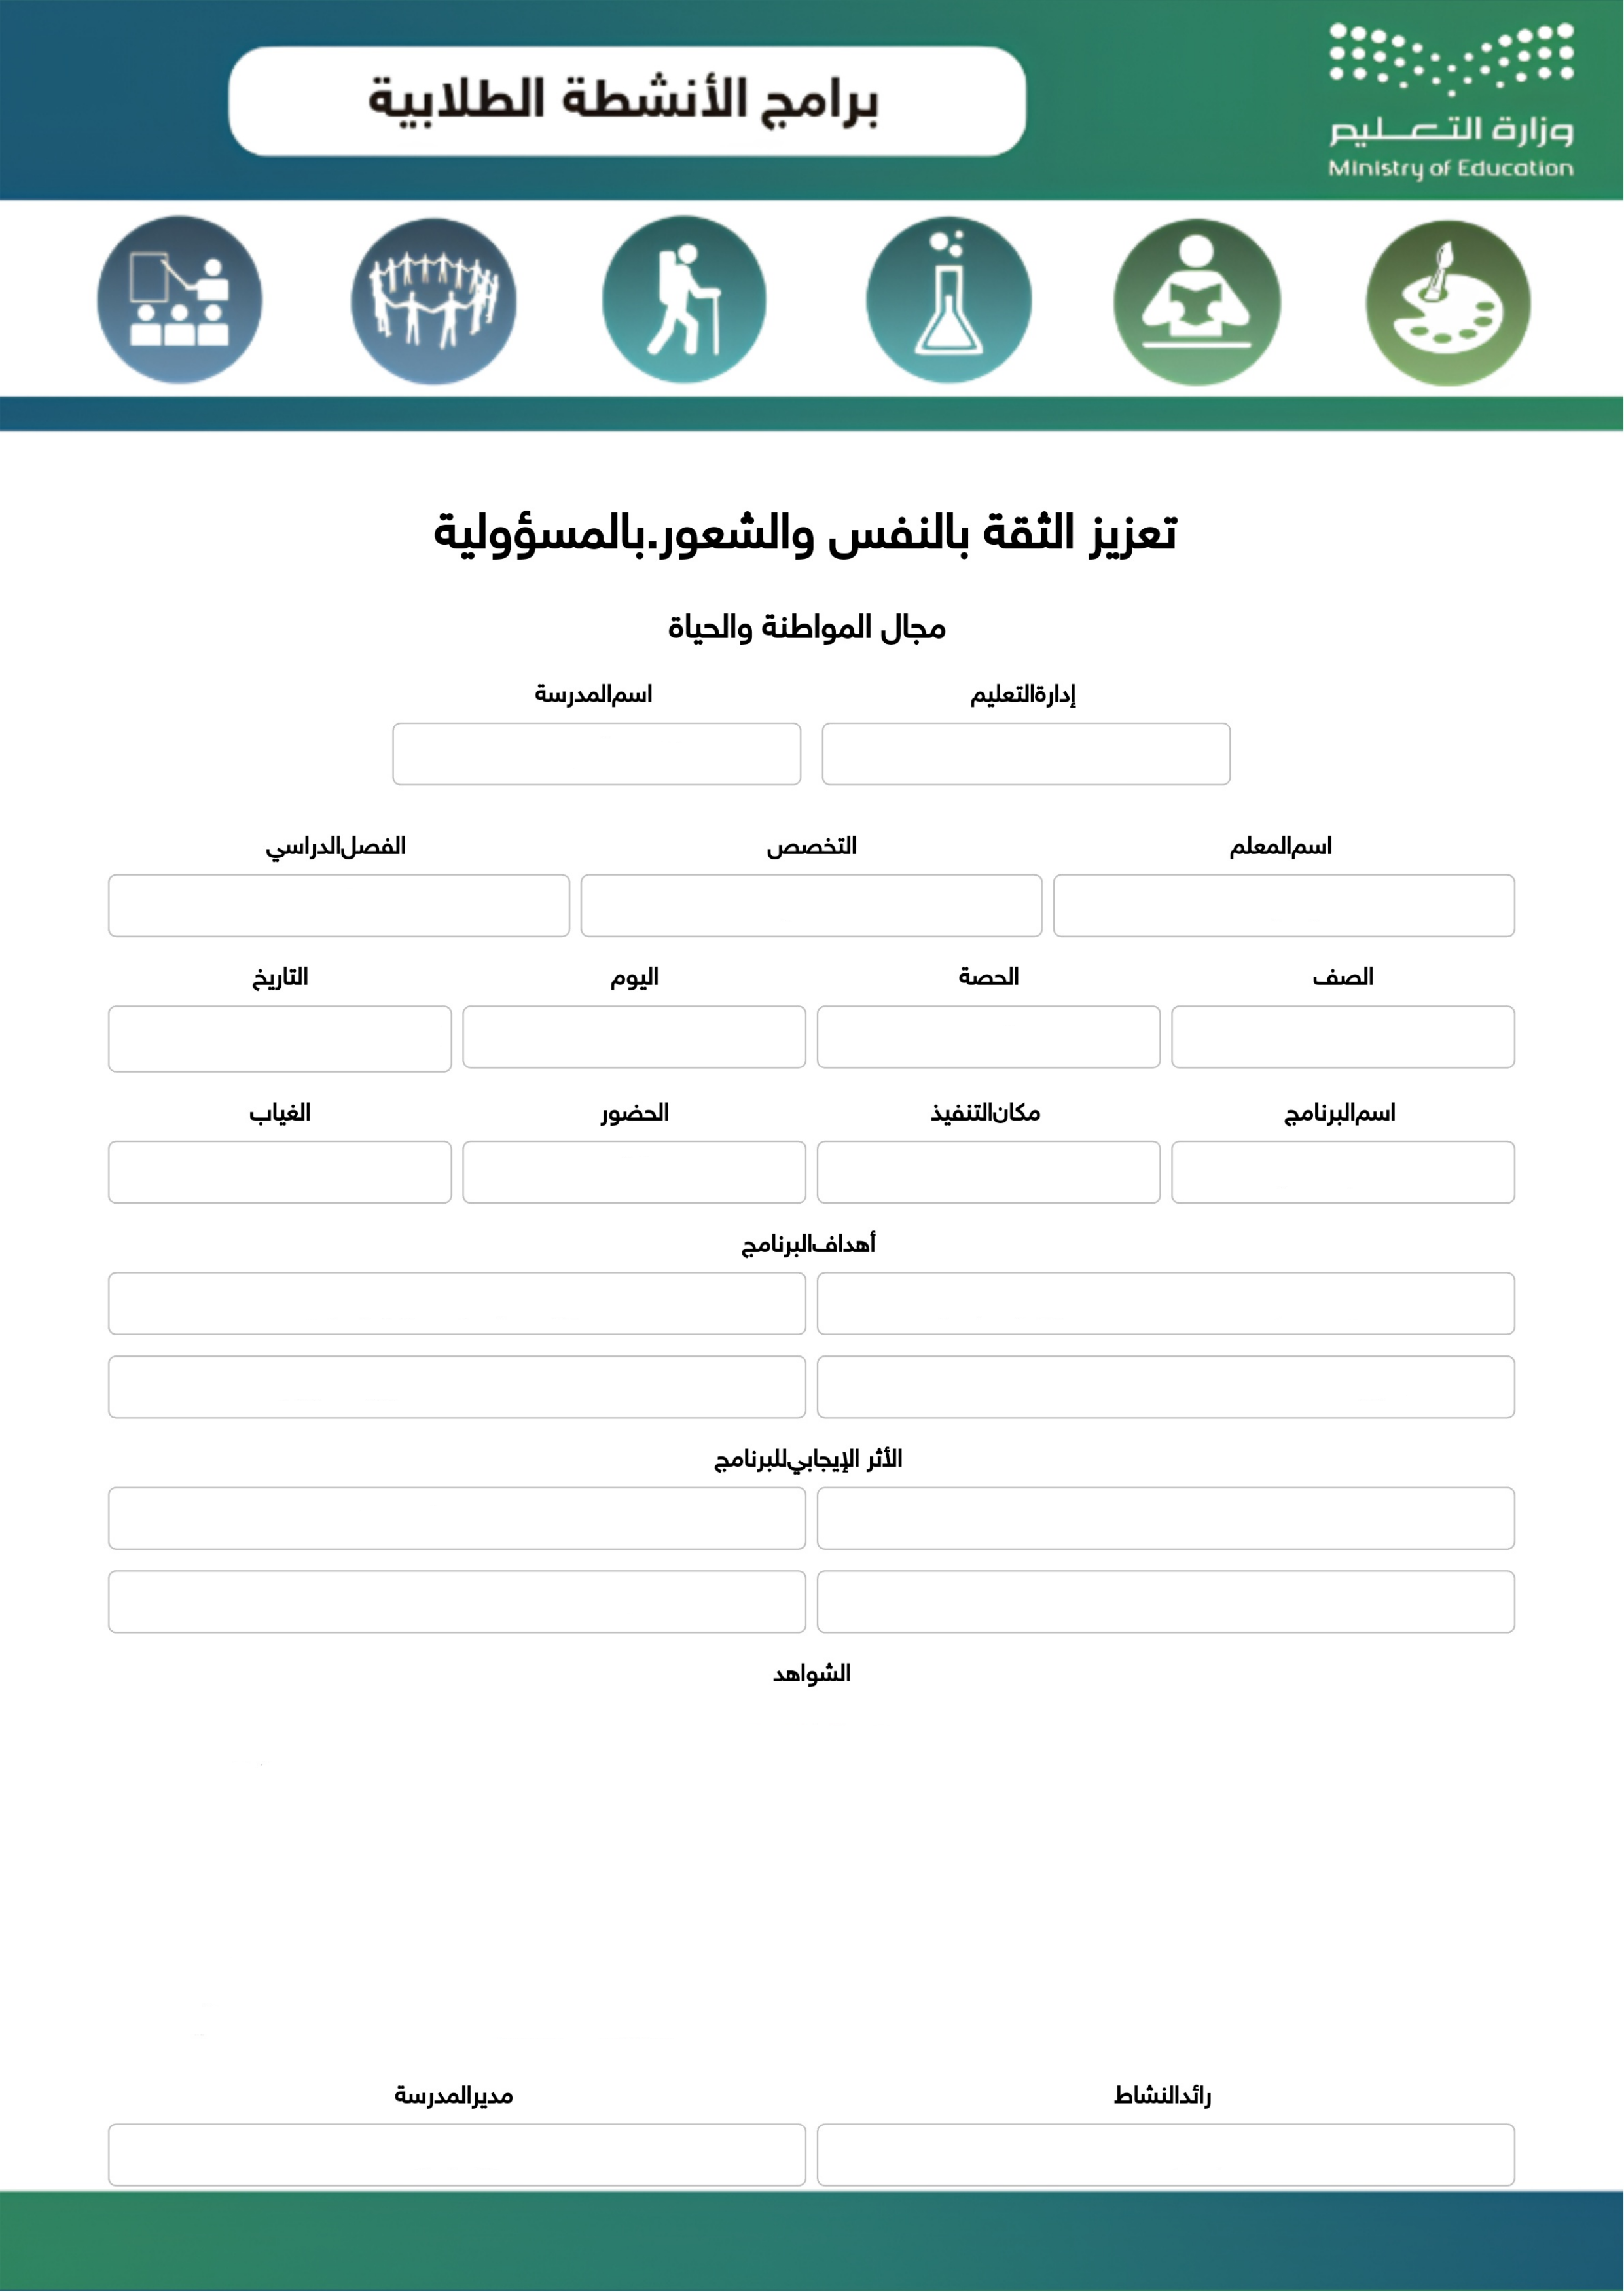 برامج الأنشطة الطلابية
وزارة التـعـلـيم
Ministry of Education
تعزيز الثقة بالنفس والشعور.بالمسؤولية
مجال المواطنة والحياة
إدارةالتعليم اسمالمدرسة
اسمالمعلم التخصص الفصلالدراسي
الصف الحصة اليوم التاريخ
اسمالبرنامج مكانالتنفيذ الحضور الغياب
أهدافالبرنامج
الأثر الإيجابيللبرنامج
الشواهد
رائدالنشاط مديرالمدرسة